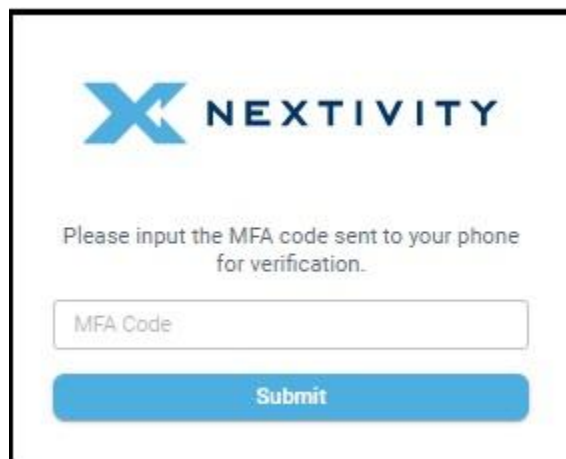 NEXTIVITY
Please input the MFA code sent to your phone
for verification.
MFA Code
Submit